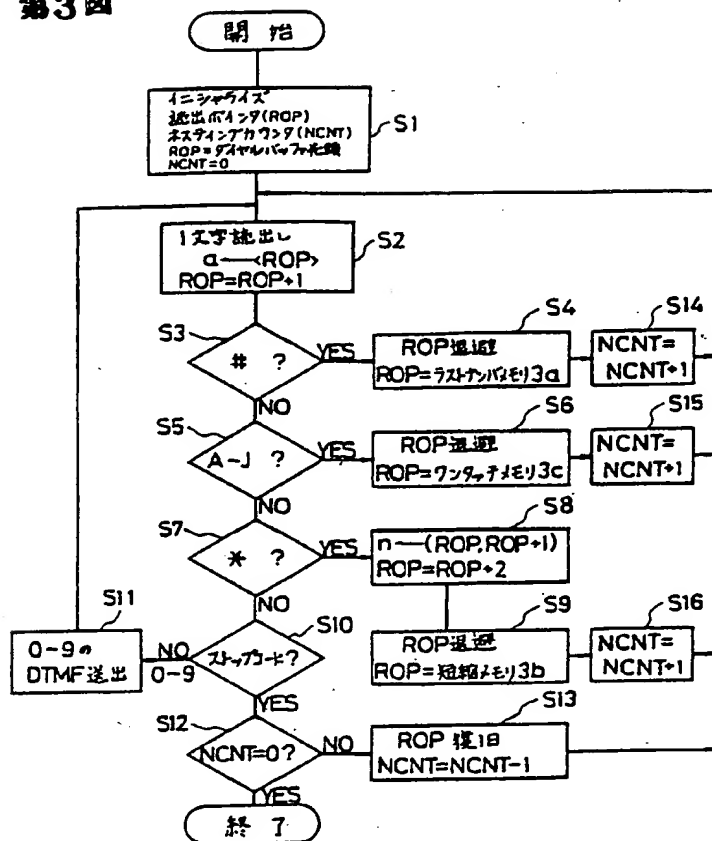 第3図
開始
イニシャライズ
読出ポインタ(ROP)
ネスティングカウンタ(NCNT)
ROP=ダイヤルバッファ先頭
NCNT=0
S1
1文字読出し
a←<ROP>
ROP=ROP+1
S2
S3
# ?
YES
NO
S4
ROP退避
ROP=ラストナンバメモリ3a
S14
NCNT=
NCNT+1
S5
A~J ?
YES
NO
S6
ROP退避
ROP=ワンタッチメモリ3c
S15
NCNT=
NCNT+1
S7
* ?
YES
NO
S8
n←(ROP,ROP+1)
ROP=ROP+2
S9
ROP退避
ROP=短縮メモリ3b
S16
NCNT=
NCNT+1
S10
ストップコード?
NO
0-9
YES
S11
0-9の
DTMF送出
S12
NCNT=0?
NO
YES
S13
ROP復旧
NCNT=NCNT-1
終了